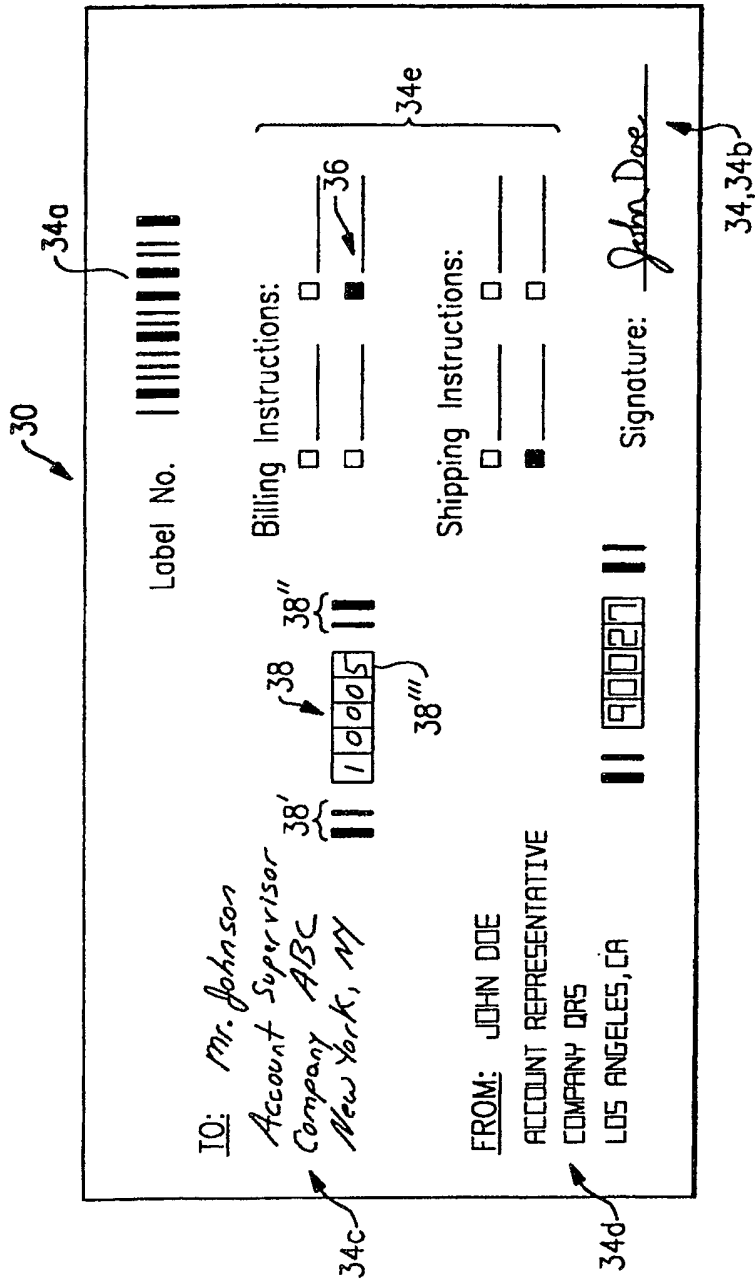 30
Label No.
34a
TO: Mr. Johnson
Account Supervisor
Company ABC
New York, NY
34c
38'
38
38"
10005
38'''
Billing Instructions:
36
34e
Shipping Instructions:
FROM: JOHN DOE
ACCOUNT REPRESENTATIVE
COMPANY QRS
LOS ANGELES, CA
34d
90027
Signature: John Doe
34,34b